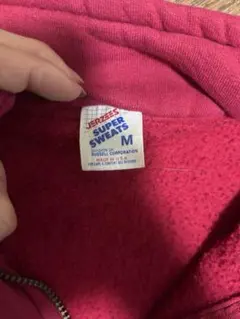 JERZEES
SUPER
SWEATS
M
RUSSELL CORPORATION
MADE IN U.S.A.